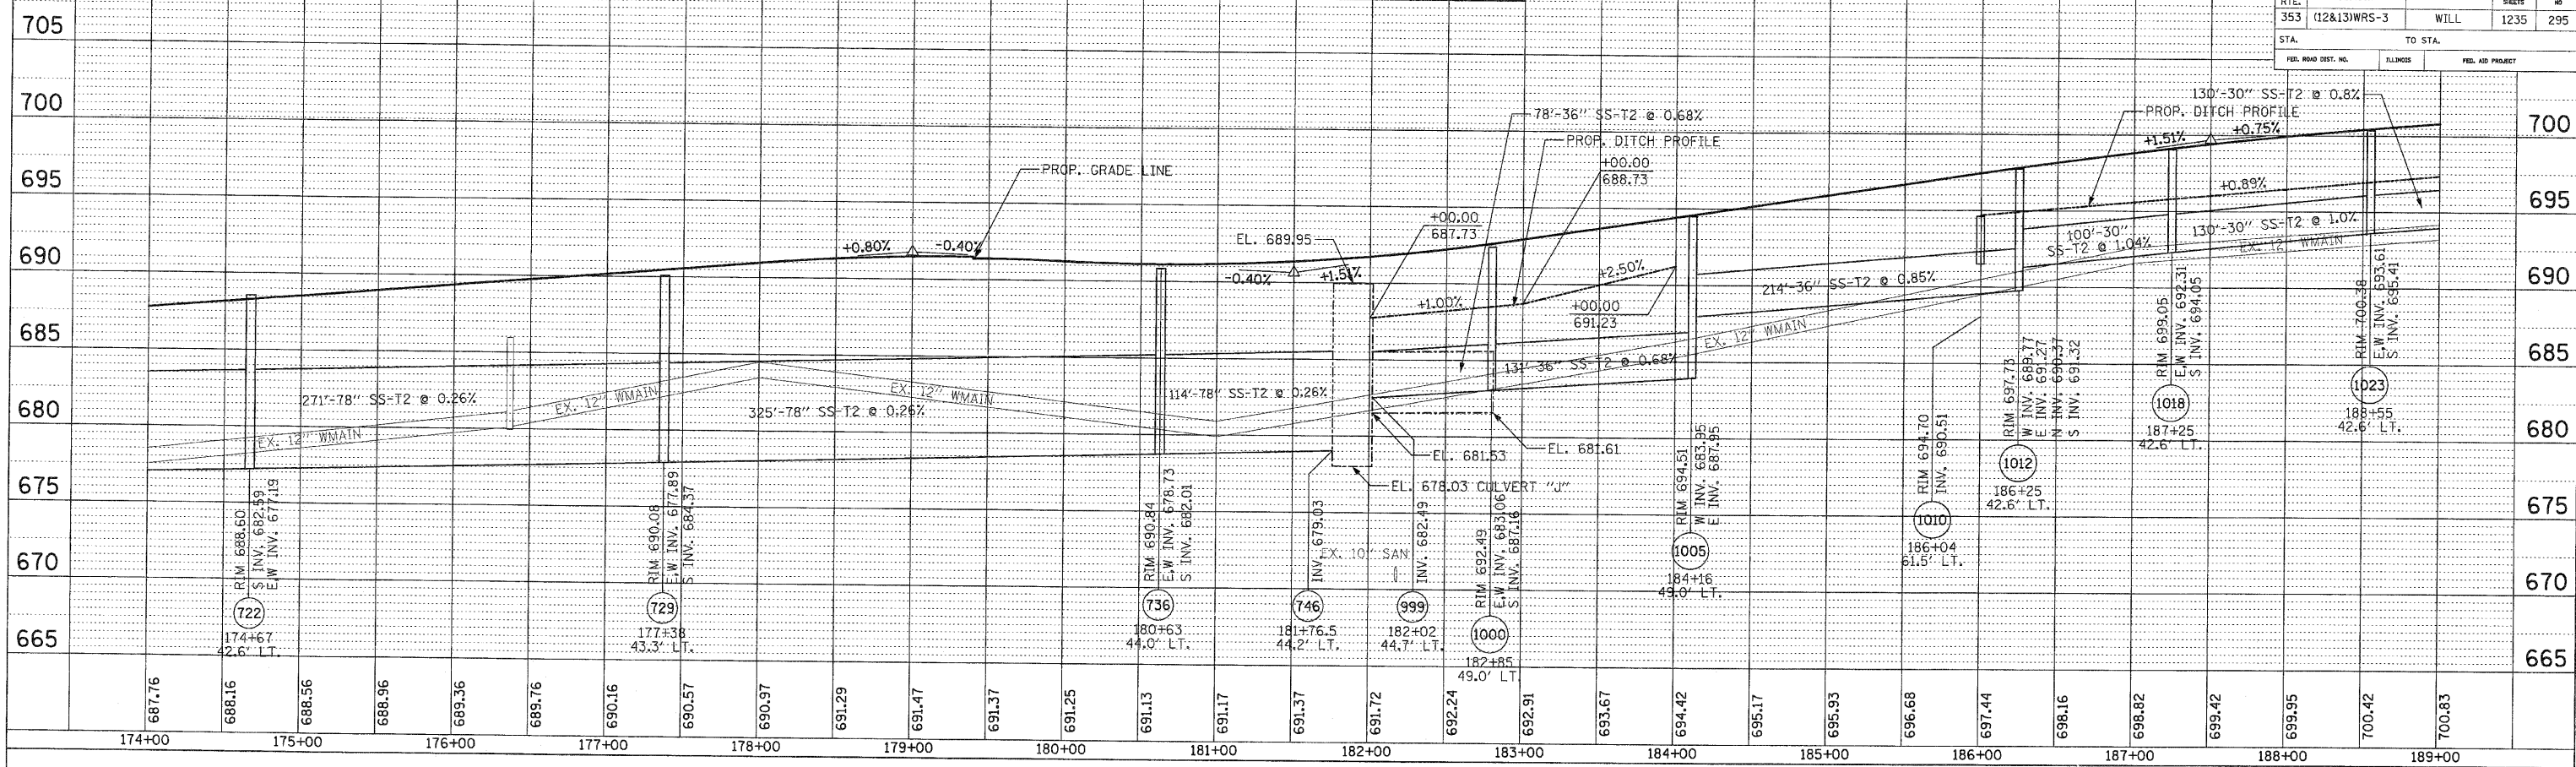 RTE. SHEETS NO
353 (12&13)WRS-3 WILL 1235 295
STA. TO STA.
FED. ROAD DIST. NO. ILLINOIS FED. AID PROJECT
705
700
695
690
685
680
675
670
665
700
695
690
685
680
675
670
665
130'-30" SS-T2 @ 0.8%
PROP. DITCH PROFILE
+1.51% +0.75%
78'-36" SS-T2 @ 0.68%
PROP. DITCH PROFILE
+00.00
688.73
PROP. GRADE LINE
+0.89%
+00.00
687.73
EL. 689.95
+0.80% -0.40%
-0.40% +1.51%
+1.00%
+2.50%
+00.00
691.23
214'-36" SS-T2 @ 0.85%
100'-30"
SS-T2 @ 1.04%
130'-30" SS-T2 @ 1.0%
EX. 12" WMAIN
EX. 12" WMAIN
131'-36" SS-T2 @ 0.68%
271'-78" SS-T2 @ 0.26%
EX. 12" WMAIN
EX. 12" WMAIN
325'-78" SS-T2 @ 0.26%
EX. 12" WMAIN
114'-78" SS-T2 @ 0.26%
EL. 681.53
EL. 681.61
EL. 678.03 CULVERT "J"
EX. 10" SAN
RIM 688.60
S INV. 682.59
E,W INV. 677.19
722
174+67
42.6' LT.
RIM 690.08
E,W INV. 677.89
S INV. 684.37
729
177+38
43.3' LT.
RIM 690.84
E,W INV. 678.73
S INV. 682.01
736
180+63
44.0' LT.
INV. 679.03
746
181+76.5
44.2' LT.
INV. 682.49
999
182+02
44.7' LT.
RIM 692.49
E,W INV. 683.06
S INV. 687.16
1000
182+85
49.0' LT.
RIM 694.51
W INV. 683.95
E INV. 687.95
1005
184+16
49.0' LT.
RIM 694.70
INV. 690.51
1010
186+04
61.5' LT.
RIM 697.73
W INV. 689.77
E INV. 691.27
N INV. 690.37
S INV. 691.32
1012
186+25
42.6' LT.
RIM 699.05
E,W INV. 692.31
S INV. 694.05
1018
187+25
42.6' LT.
RIM 700.38
E,W INV. 693.61
S INV. 695.41
1023
188+55
42.6' LT.
687.76 688.16 688.56 688.96 689.36 689.76 690.16 690.57 690.97 691.29 691.47 691.37 691.25 691.13 691.17 691.37 691.72 692.24 692.91 693.67 694.42 695.17 695.93 696.68 697.44 698.16 698.82 699.42 699.95 700.42 700.83
174+00 175+00 176+00 177+00 178+00 179+00 180+00 181+00 182+00 183+00 184+00 185+00 186+00 187+00 188+00 189+00